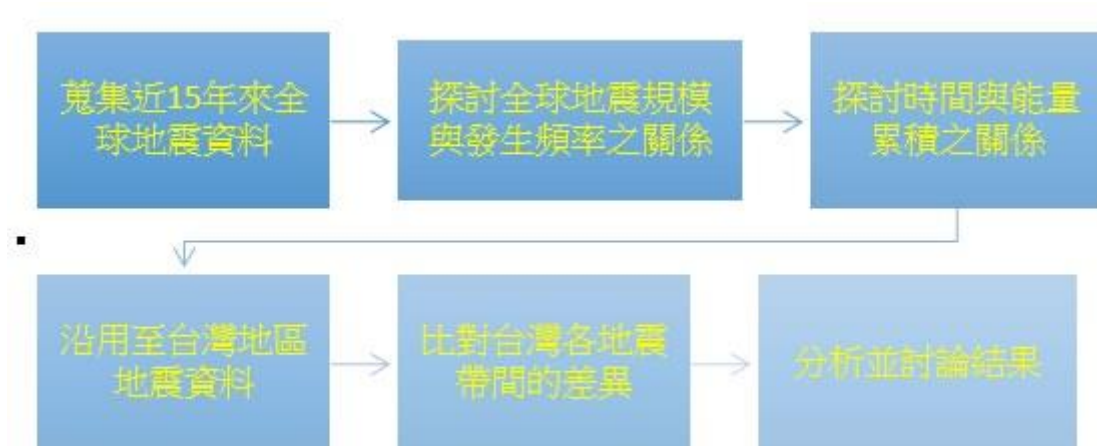 蒐集近15年來全
球地震資料
探討全球地震規模
與發生頻率之關係
探討時間與能量
累積之關係
沿用至台灣地區
地震資料
比對台灣各地震
帶間的差異
分析並討論結果